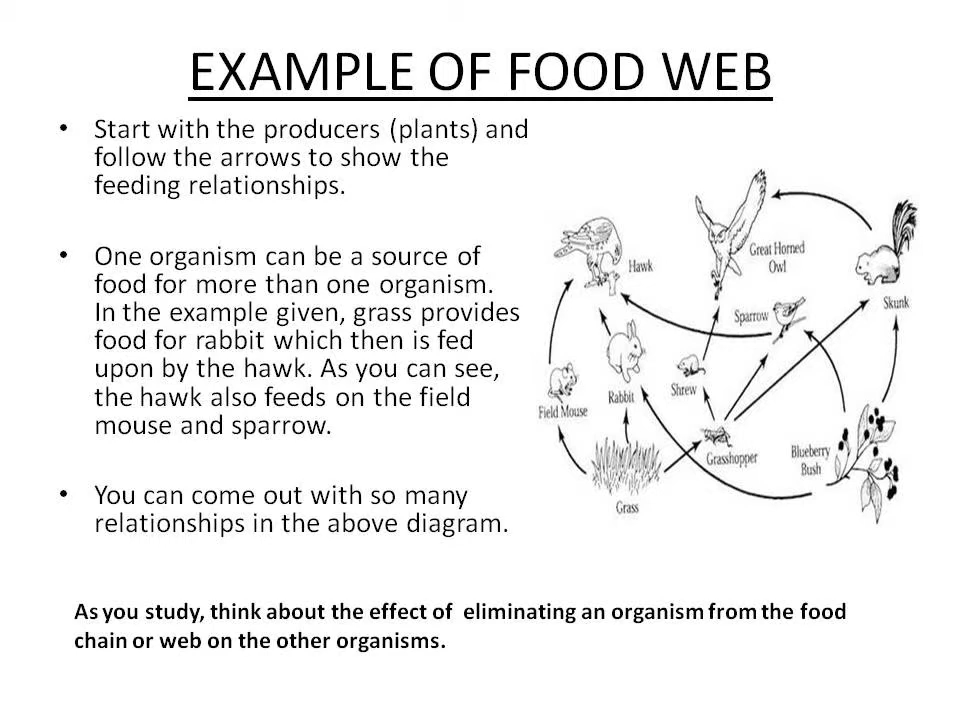 EXAMPLE OF FOOD WEB
• Start with the producers (plants) and
follow the arrows to show the
feeding relationships.
• One organism can be a source of
food for more than one organism.
In the example given, grass provides
food for rabbit which then is fed
upon by the hawk. As you can see,
the hawk also feeds on the field
mouse and sparrow.
• You can come out with so many
relationships in the above diagram.
Hawk
Great Horned
Owl
Skunk
Sparrow
Field Mouse
Rabbit
Shrew
Grasshopper
Blueberry
Bush
Grass
As you study, think about the effect of eliminating an organism from the food
chain or web on the other organisms.